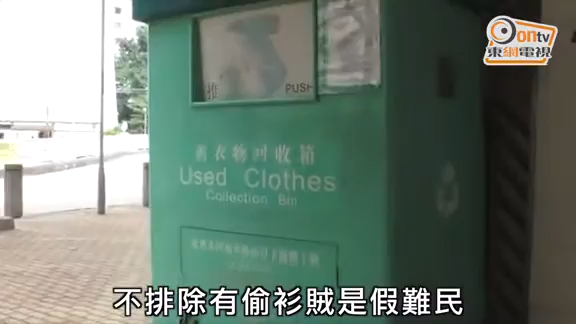 ontv
東網電視
推 PUSH
舊衣物回收箱
Used Clothes
Collection Bin
不排除有偷衫賊是假難民